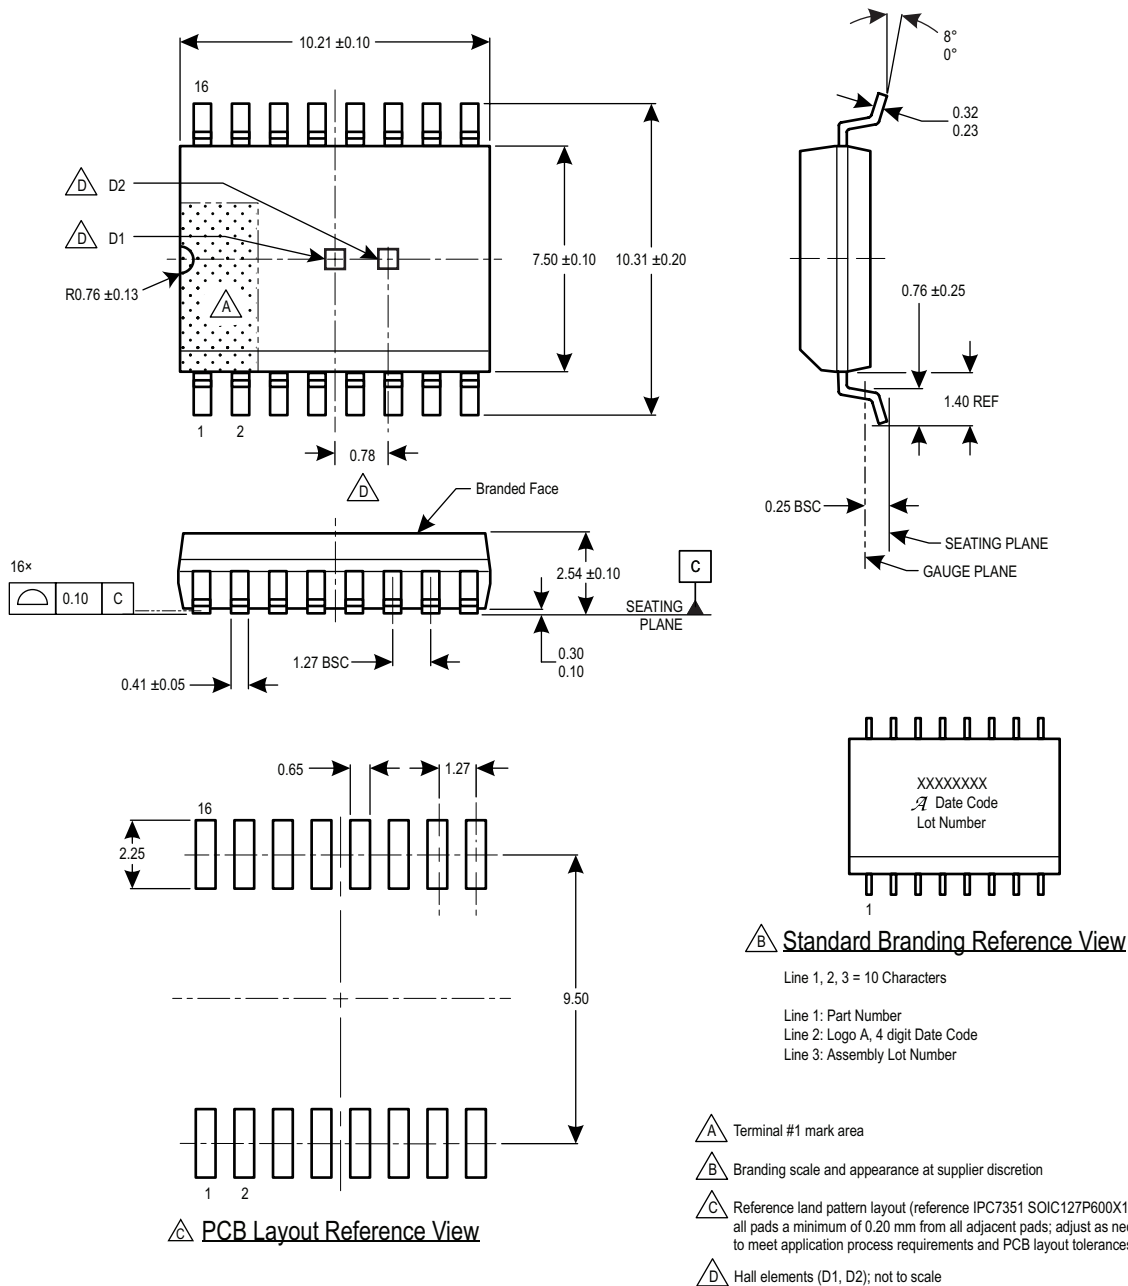 10.21 ±0.10
8°
0°
16
0.32
0.23
D D2
D D1
7.50 ±0.10
10.31 ±0.20
R0.76 ±0.13
A
0.76 ±0.25
1.40 REF
1 2
0.78
D
Branded Face
0.25 BSC
SEATING PLANE
GAUGE PLANE
16×
0.10 C
2.54 ±0.10
C
SEATING
PLANE
1.27 BSC
0.30
0.10
0.41 ±0.05
0.65
1.27
16
2.25
9.50
1 2
C PCB Layout Reference View
XXXXXXXX
A Date Code
Lot Number
1
B Standard Branding Reference View
Line 1, 2, 3 = 10 Characters
Line 1: Part Number
Line 2: Logo A, 4 digit Date Code
Line 3: Assembly Lot Number
A Terminal #1 mark area
B Branding scale and appearance at supplier discretion
C Reference land pattern layout (reference IPC7351 SOIC127P600X1
all pads a minimum of 0.20 mm from all adjacent pads; adjust as
to meet application process requirements and PCB layout tolerances
D Hall elements (D1, D2); not to scale